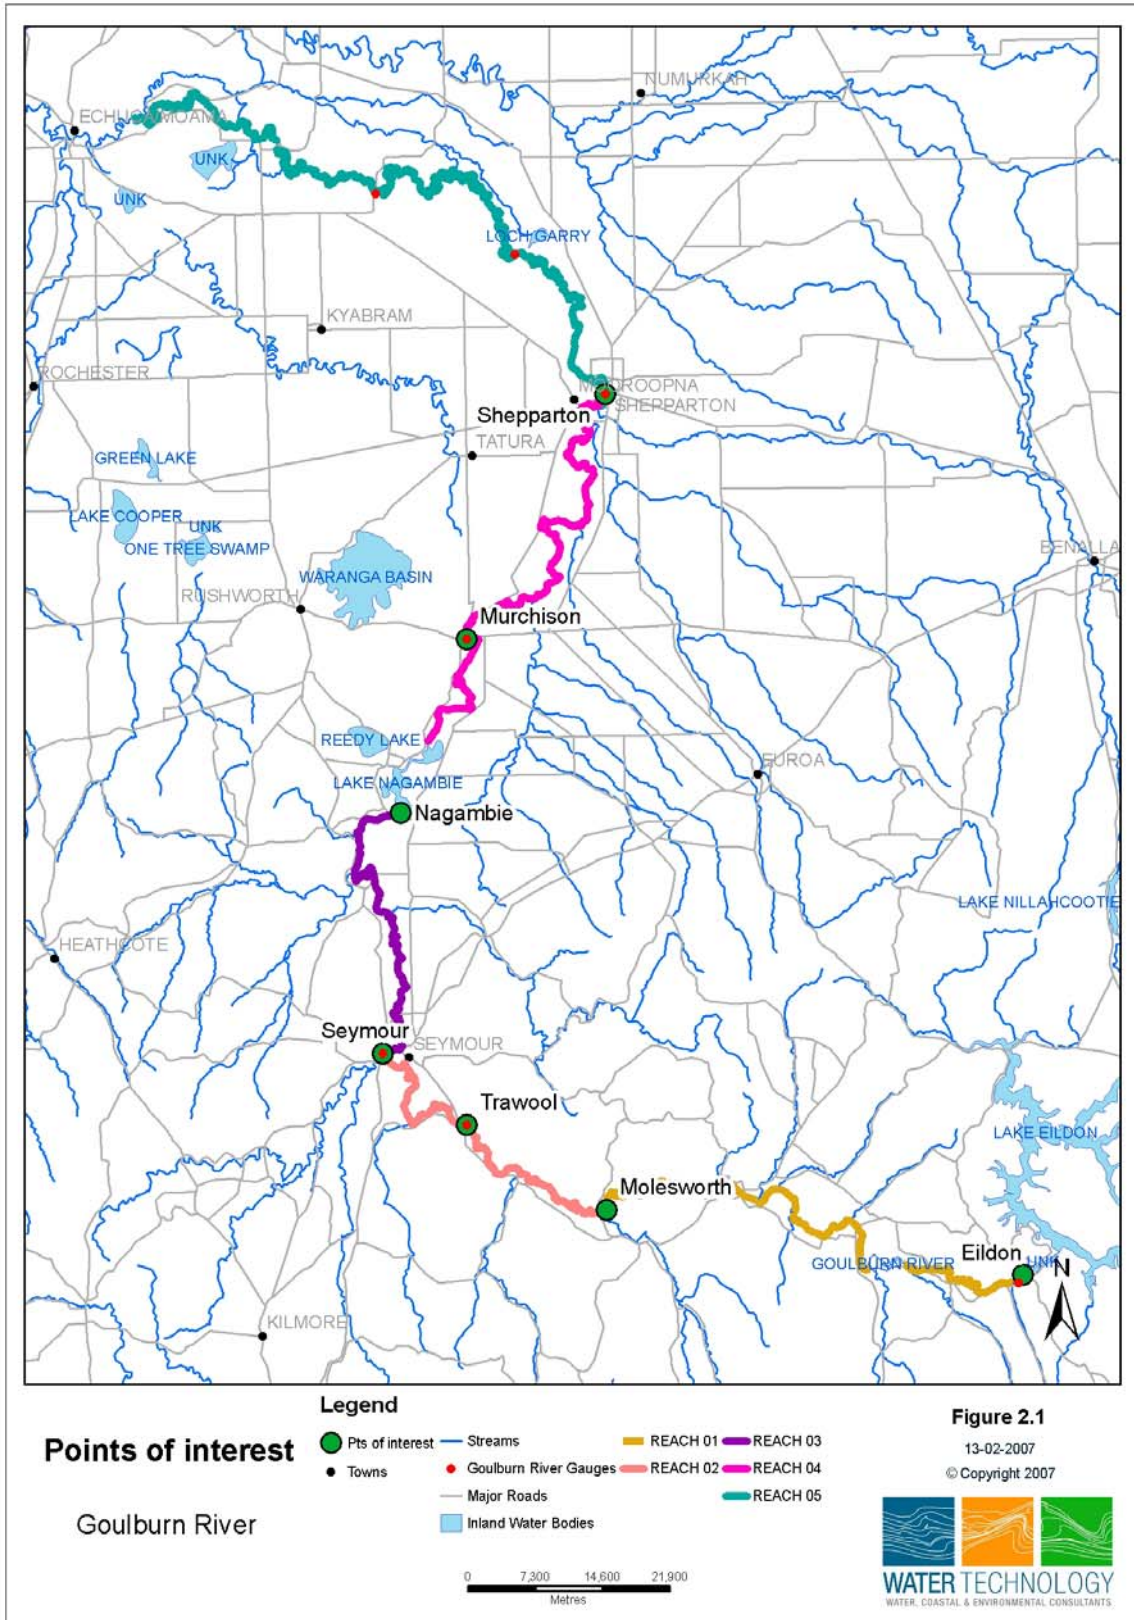 NUMURKAH
ECHUCA/MOAMA
UNK
UNK
LOCH GARRY
KYABRAM
ROCHESTER
MOOROOPNA
SHEPPARTON
Shepparton
TATURA
GREEN LAKE
LAKE COOPER
UNK
ONE TREE SWAMP
BENALLA
WARANGA BASIN
RUSHWORTH
Murchison
REEDY LAKE
EUROA
LAKE NAGAMBIE
Nagambie
LAKE NILLAHCOOTIE
HEATHCOTE
Seymour
SEYMOUR
Trawool
LAKE EILDON
Molesworth
Eildon
GOULBURN RIVER
UNK
N
KILMORE
Legend
Points of interest
Goulburn River
Pts of interest
Towns
Streams
Goulburn River Gauges
Major Roads
Inland Water Bodies
REACH 01
REACH 02
REACH 03
REACH 04
REACH 05
0 7,300 14,600 21,900
Metres
Figure 2.1
13-02-2007
© Copyright 2007
WATER TECHNOLOGY
WATER, COASTAL & ENVIRONMENTAL CONSULTANTS